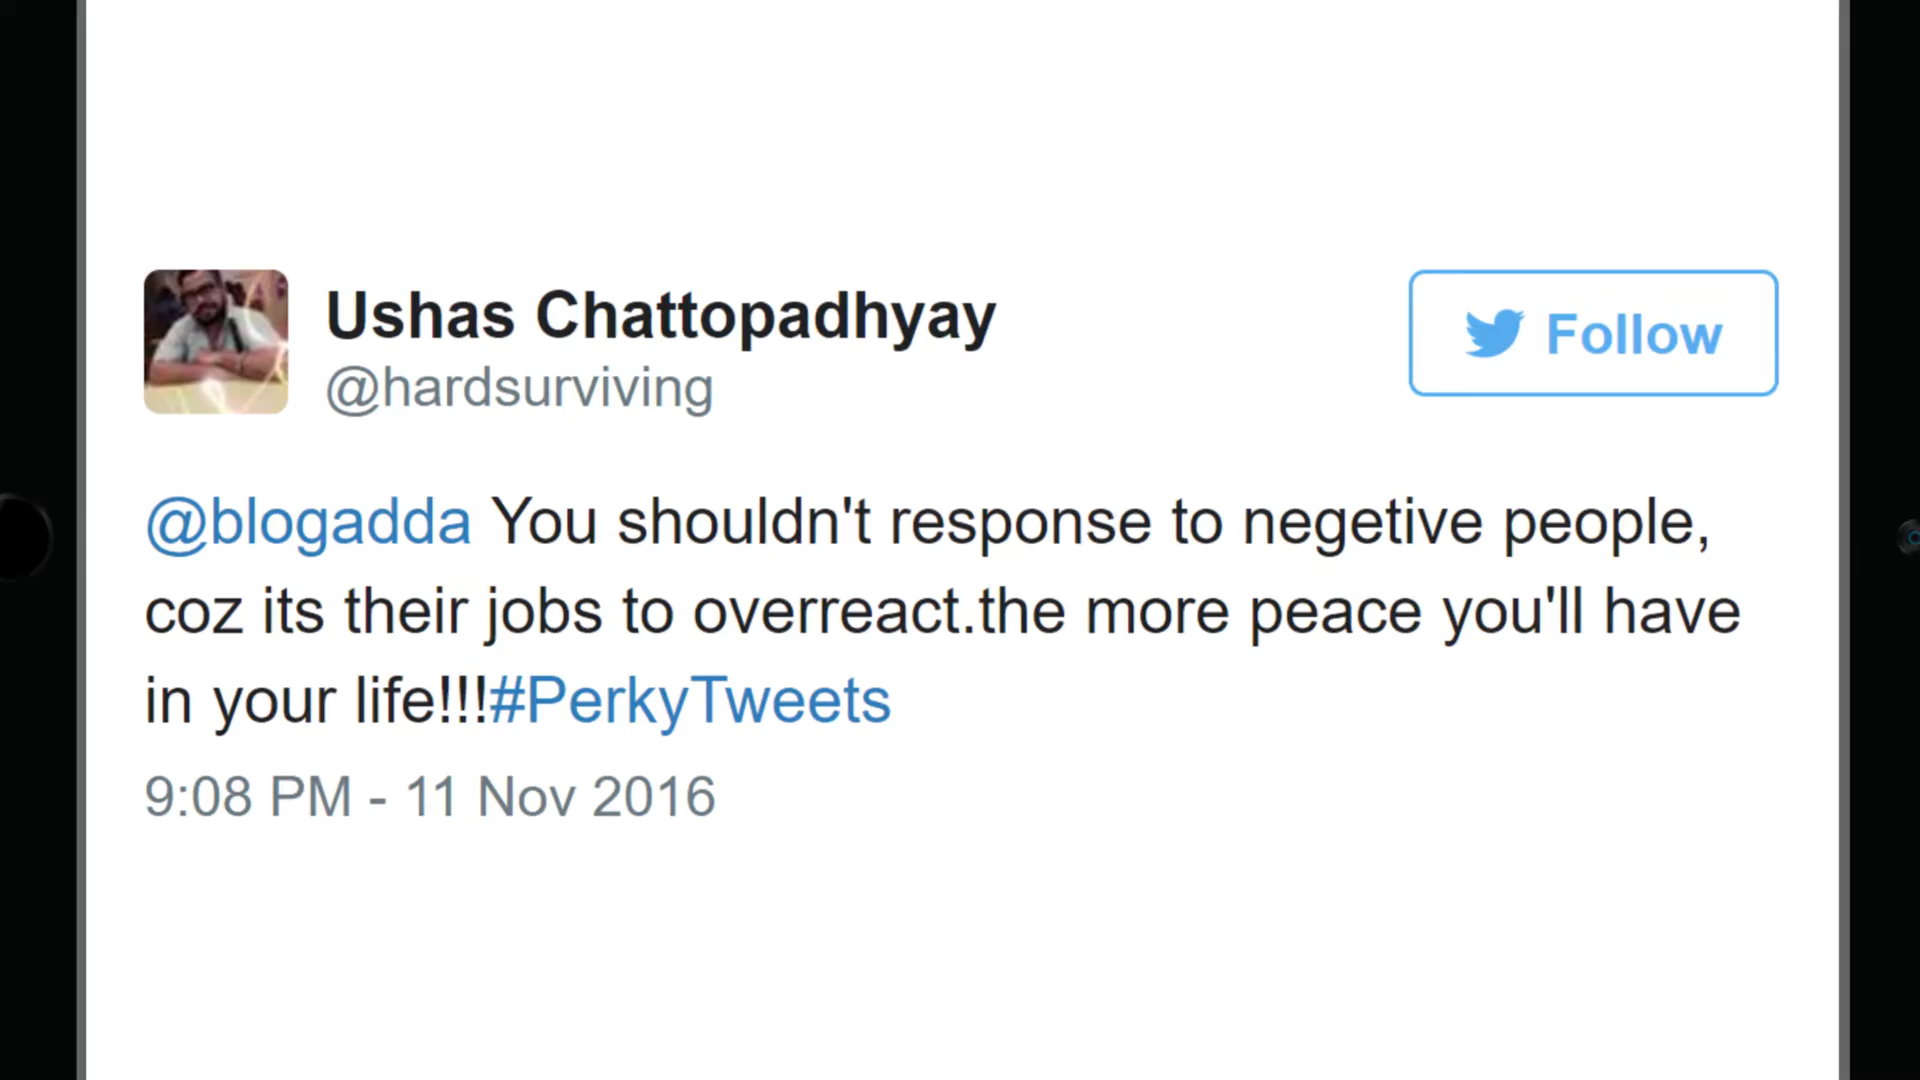 Ushas Chattopadhyay
@hardsurviving
Follow
@blogadda You shouldn't response to negetive people,
coz its their jobs to overreact.the more peace you'll have
in your life!!!#PerkyTweets
9:08 PM - 11 Nov 2016